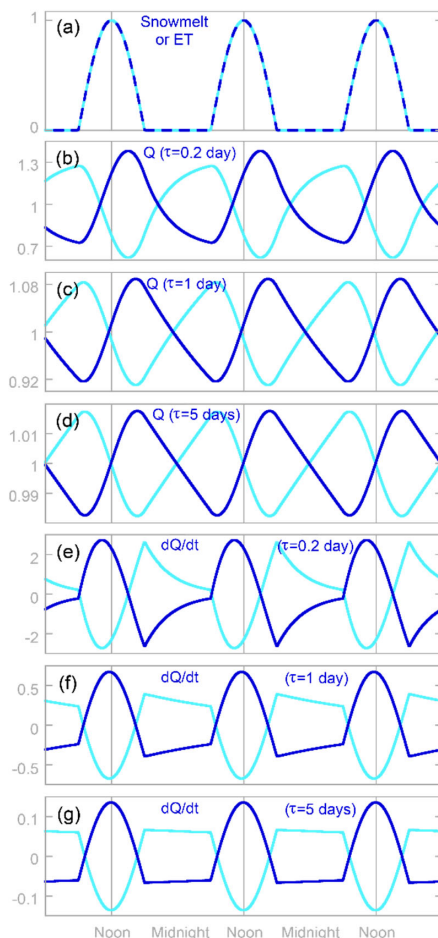 (a)
Snowmelt
or ET
1
0
(b)
Q (τ=0.2 day)
1.3
1
0.7
(c)
Q (τ=1 day)
1.08
1
0.92
(d)
Q (τ=5 days)
1.01
1
0.99
(e)
dQ/dt (τ=0.2 day)
2
0
-2
(f)
dQ/dt (τ=1 day)
0.5
0
-0.5
(g)
dQ/dt (τ=5 days)
0.1
0
-0.1
Noon Midnight Noon Midnight Noon